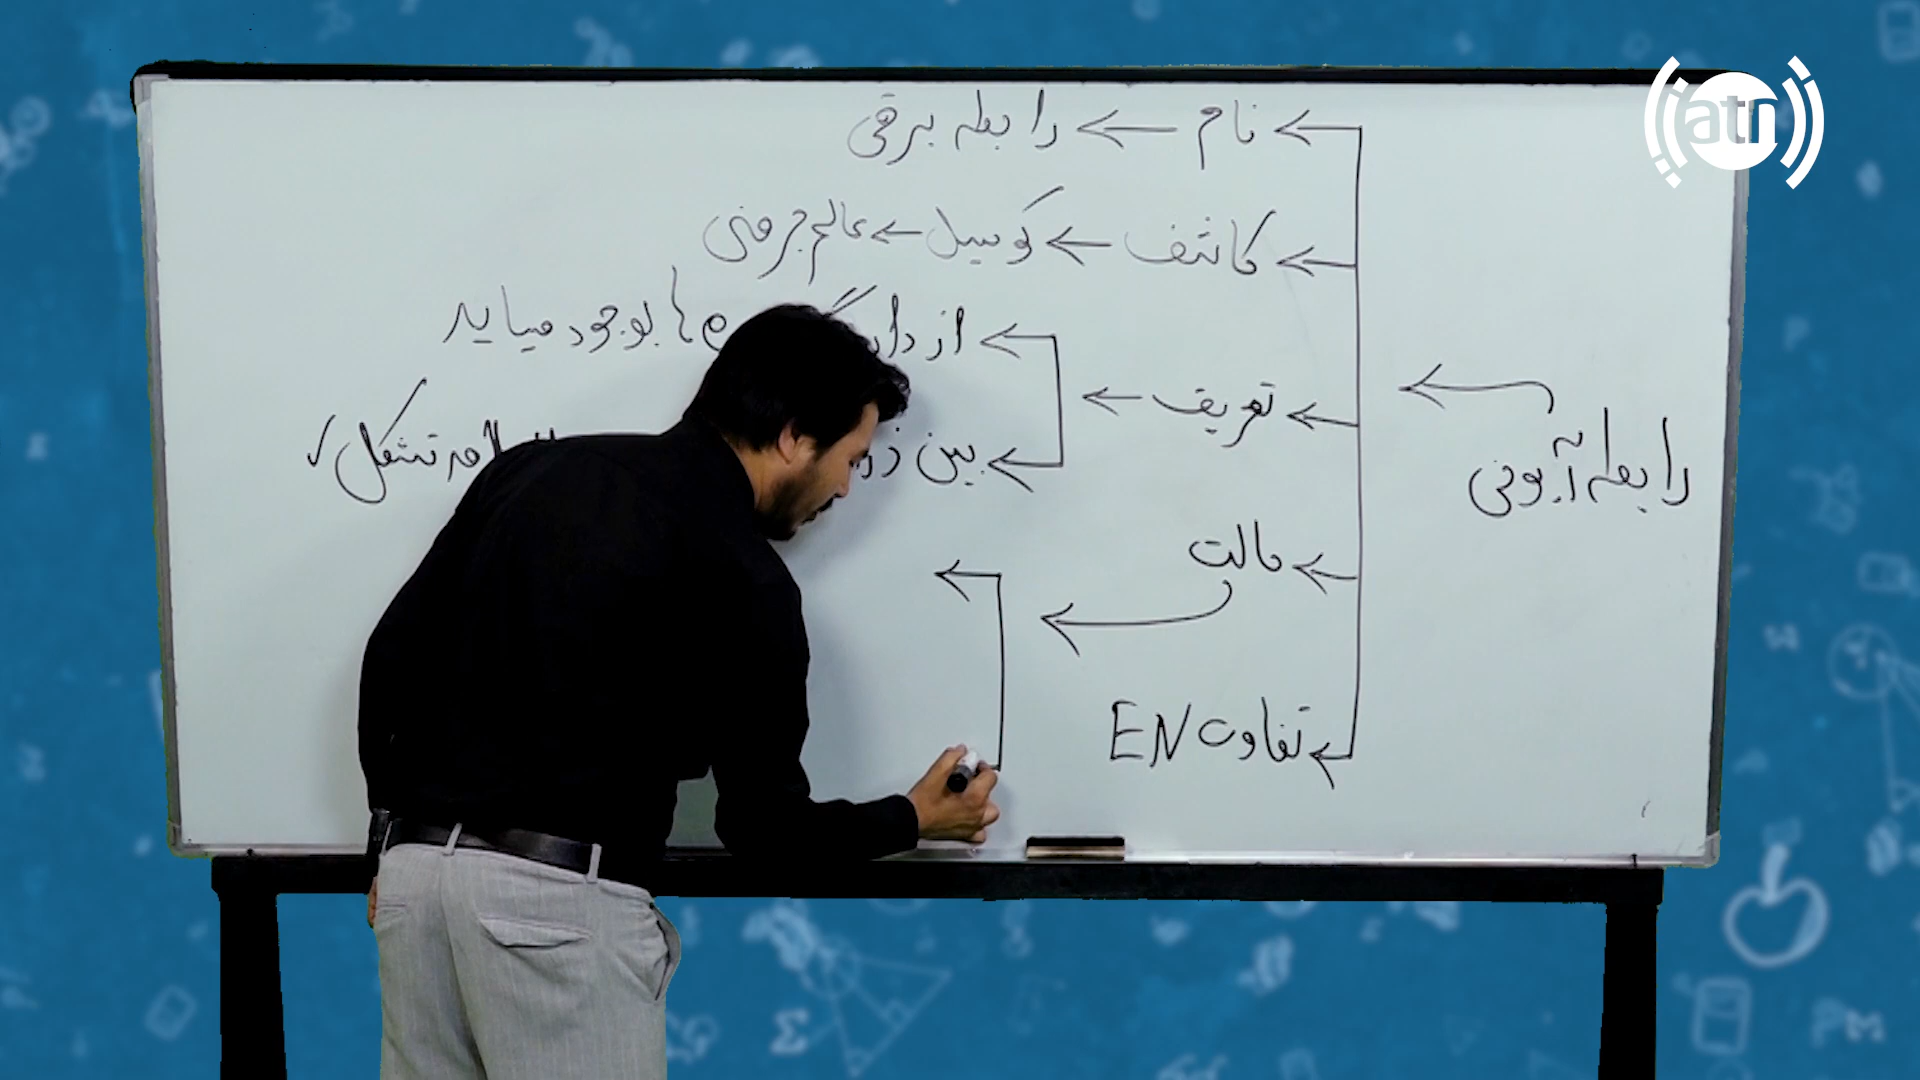 atn
نام ← رابطه برقی
کاشف ← کوسیل ← عالم جرمنی
از ها بوجود میاید
تعریف
رابطه آیونی
بین تشکل
حالت
تفاوت EN